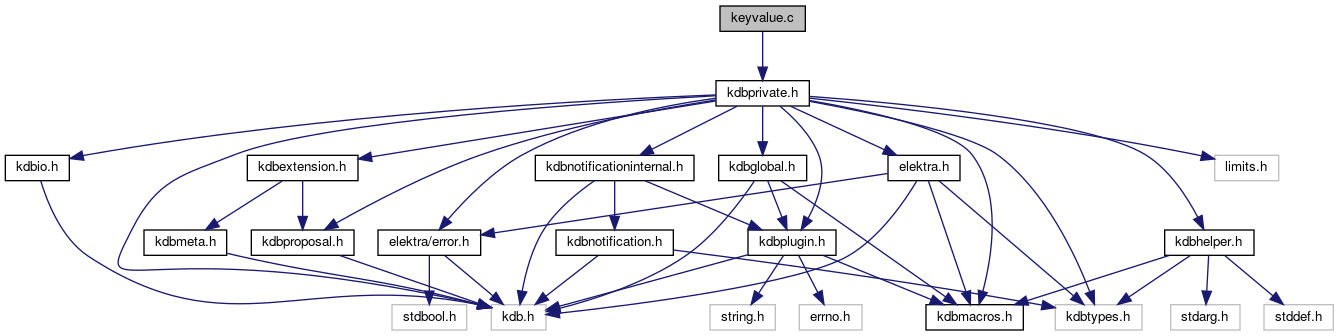 keyvalue.c
kdbprivate.h
kdbio.h
kdbextension.h
kdbnotificationinternal.h
kdbglobal.h
elektra.h
limits.h
kdbmeta.h
kdbproposal.h
elektra/error.h
kdbnotification.h
kdbplugin.h
kdbhelper.h
stdbool.h
kdb.h
string.h
errno.h
kdbmacros.h
kdbtypes.h
stdarg.h
stddef.h